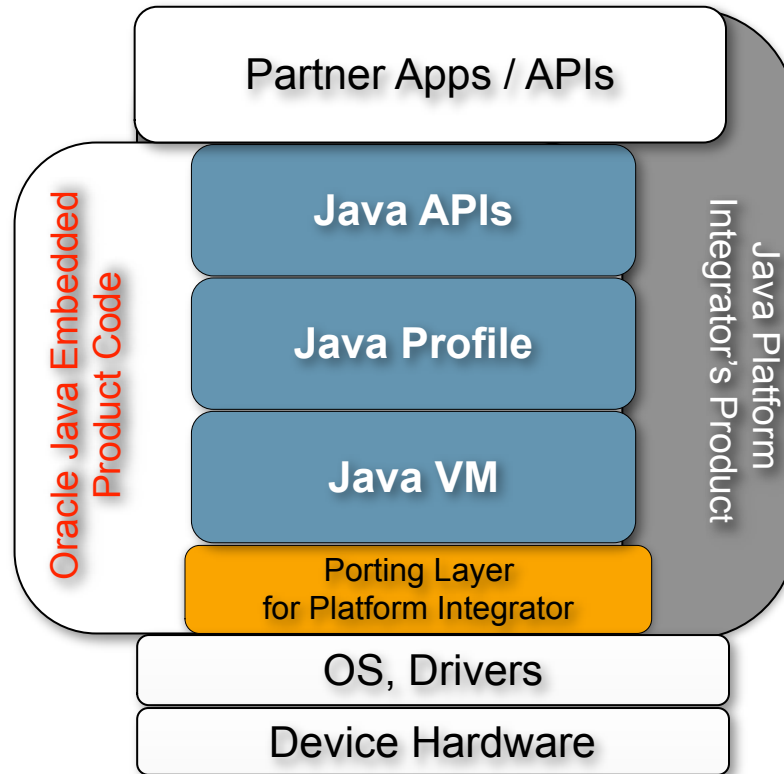 Partner Apps / APIs
Java APIs
Java Profile
Java VM
Porting Layer
for Platform Integrator
OS, Drivers
Device Hardware
Oracle Java Embedded
Product Code
Java Platform
Integrator’s Product